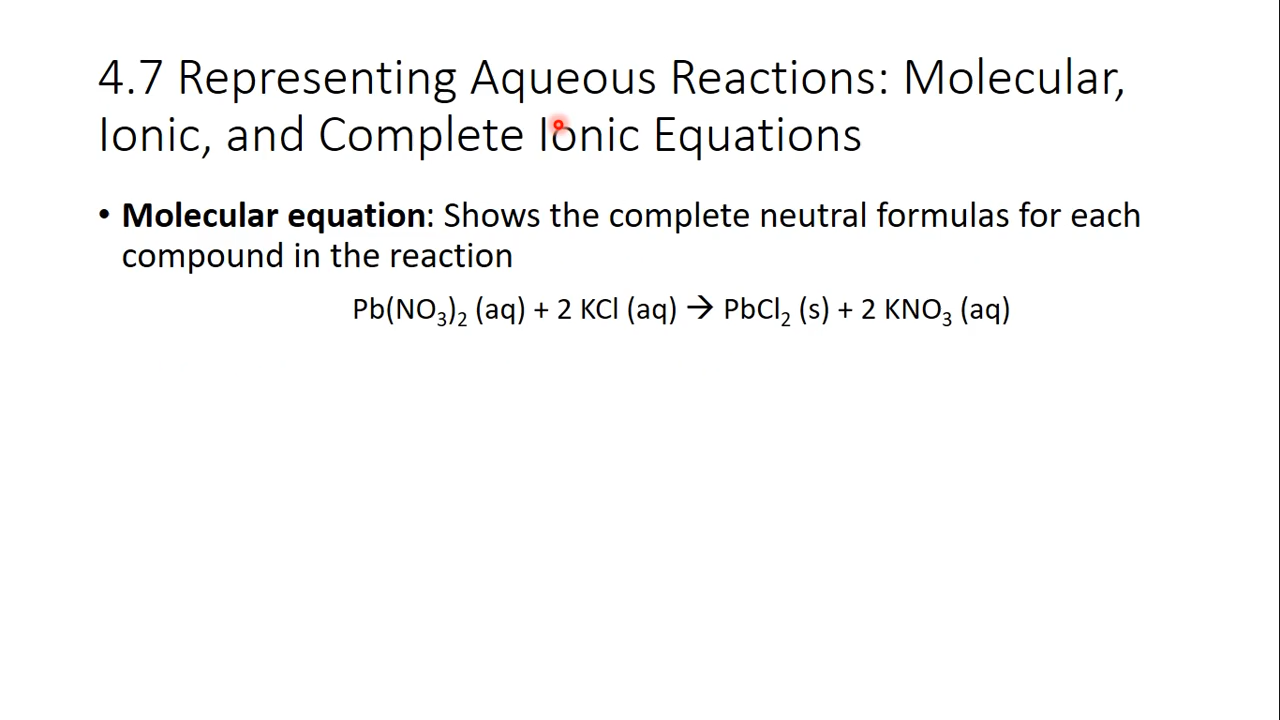 4.7 Representing Aqueous Reactions: Molecular,
Ionic, and Complete Ionic Equations
• Molecular equation: Shows the complete neutral formulas for each
compound in the reaction
Pb(NO₃)₂ (aq) + 2 KCl (aq) → PbCl₂ (s) + 2 KNO₃ (aq)